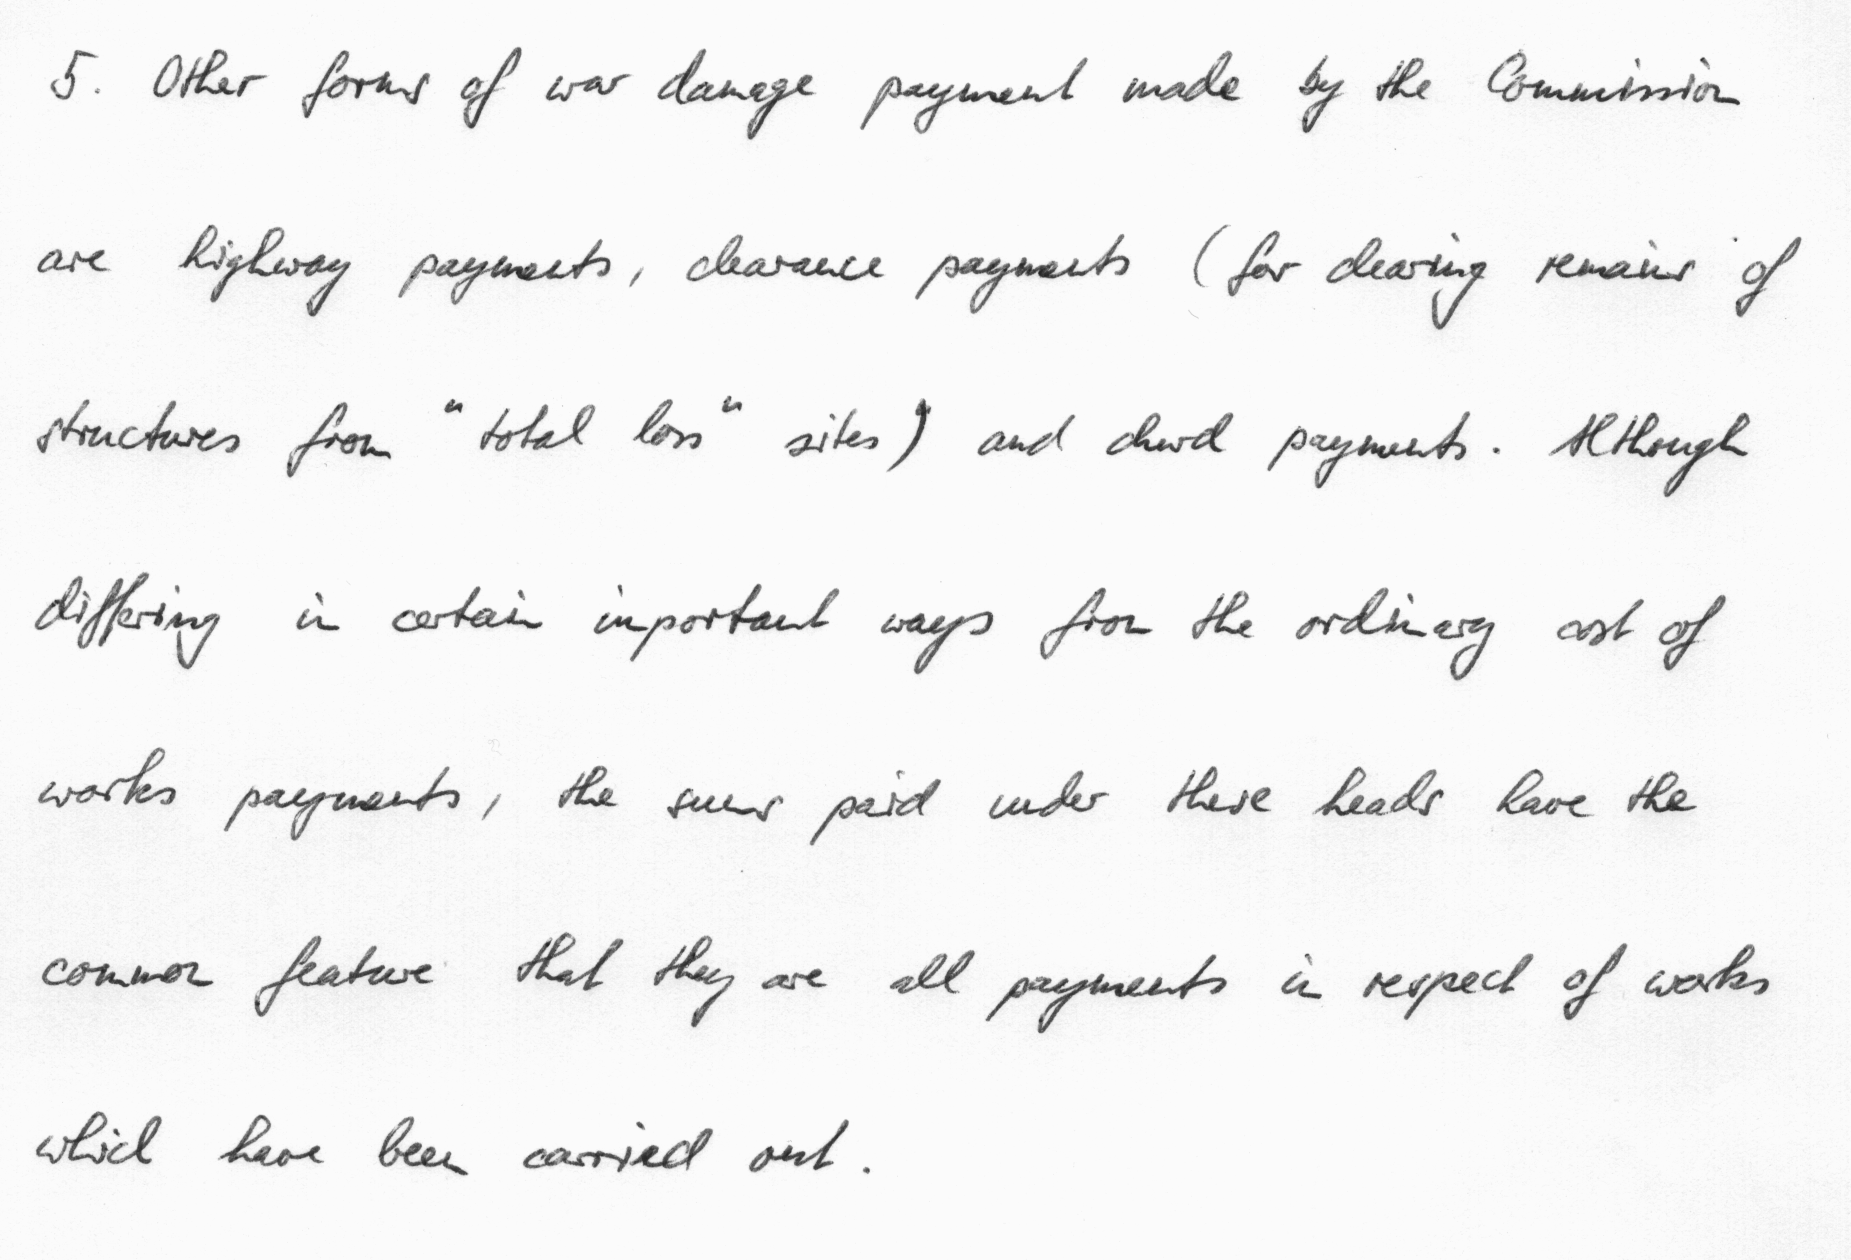 5. Other forms of war damage payment made by the Commission
are highway payments, clearance payments (for clearing remains of
structures from "total loss" sites) and church payments. Although
differing in certain important ways from the ordinary cost of
works payments, the sums paid under these heads have the
common feature that they are all payments in respect of works
which have been carried out.